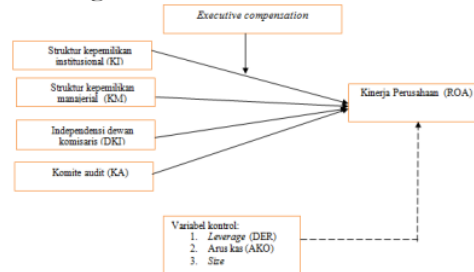 Executive compensation
Struktur kepemilikan
institusional (KI)
Struktur kepemilikan
manajerial (KM)
Kinerja Perusahaan (ROA)
Independensi dewan
komisaris (DKI)
Komite audit (KA)
Variabel kontrol:
1. Leverage (DER)
2. Arus kas (AKO)
3. Size